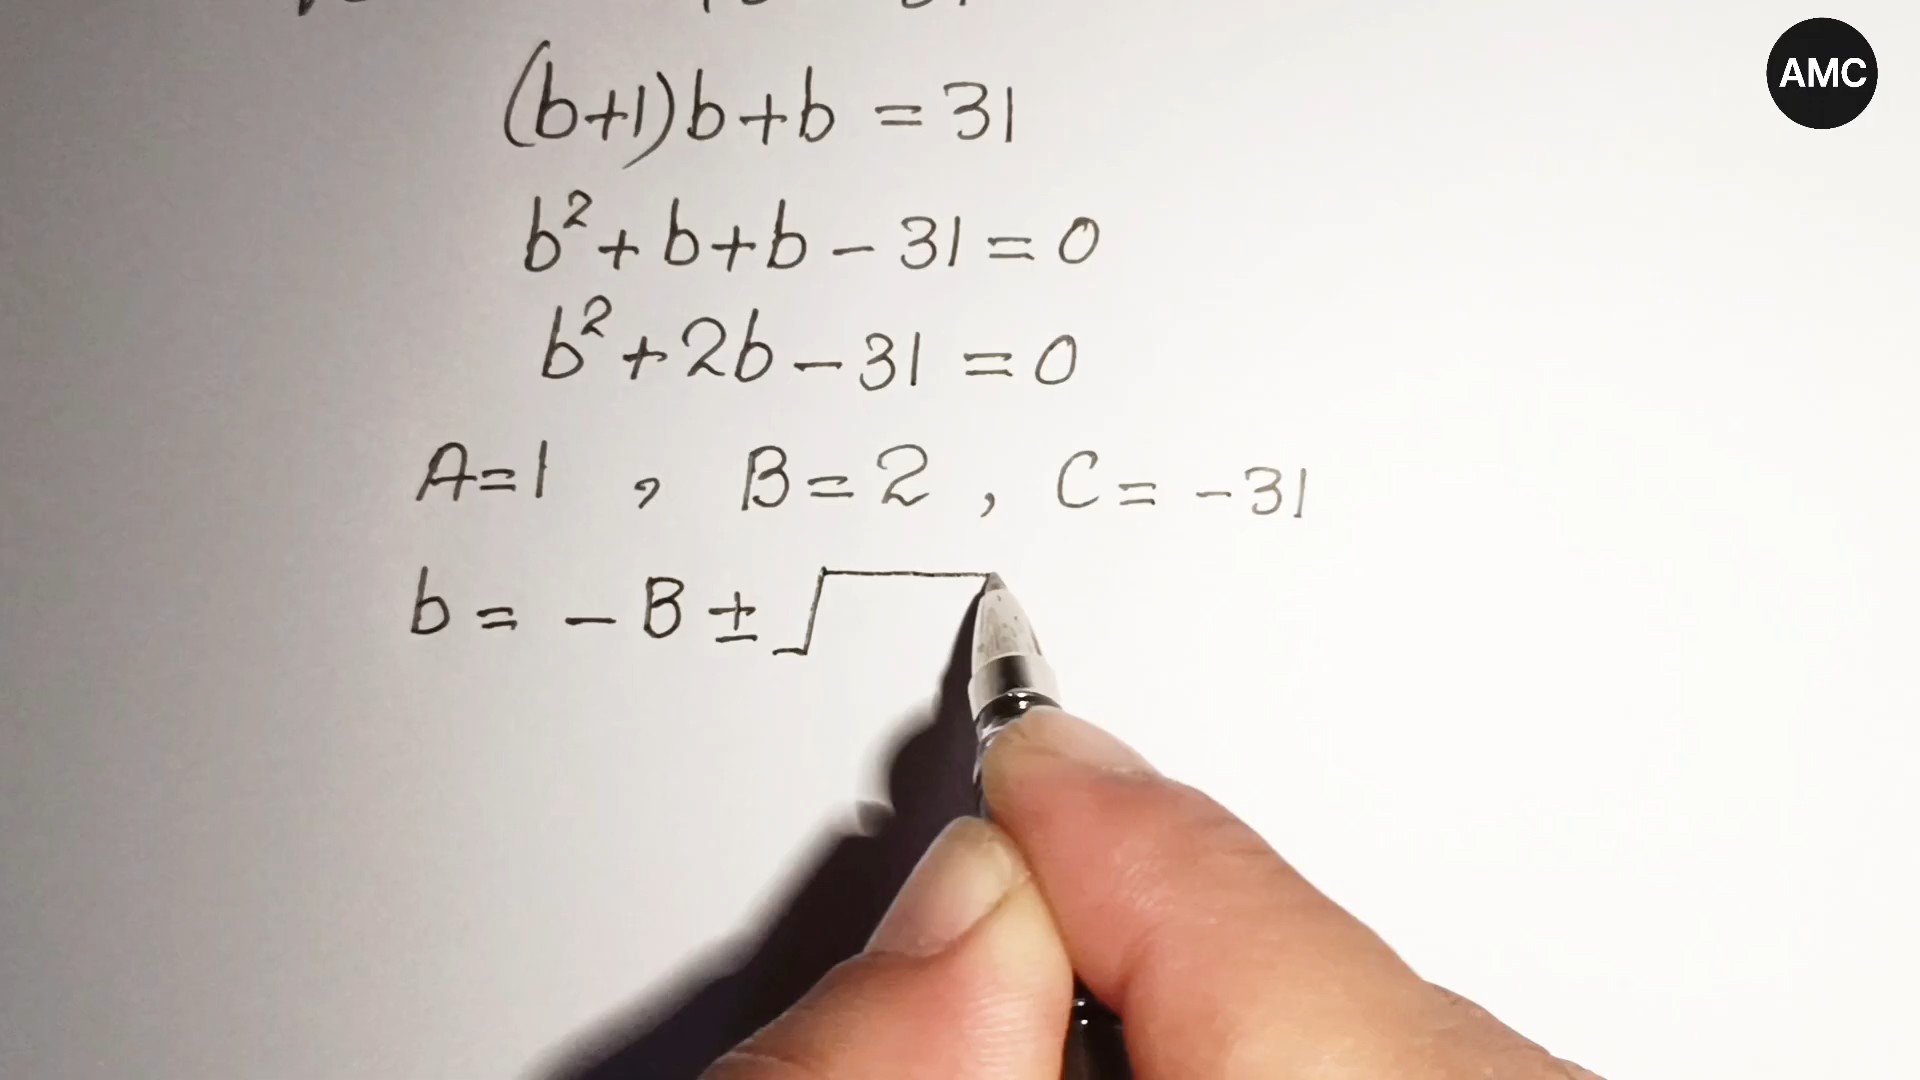 AMC
(b+1)b+b = 31
b²+b+b-31=0
b²+2b-31=0
A=1 , B=2 , C=-31
b= -B±√